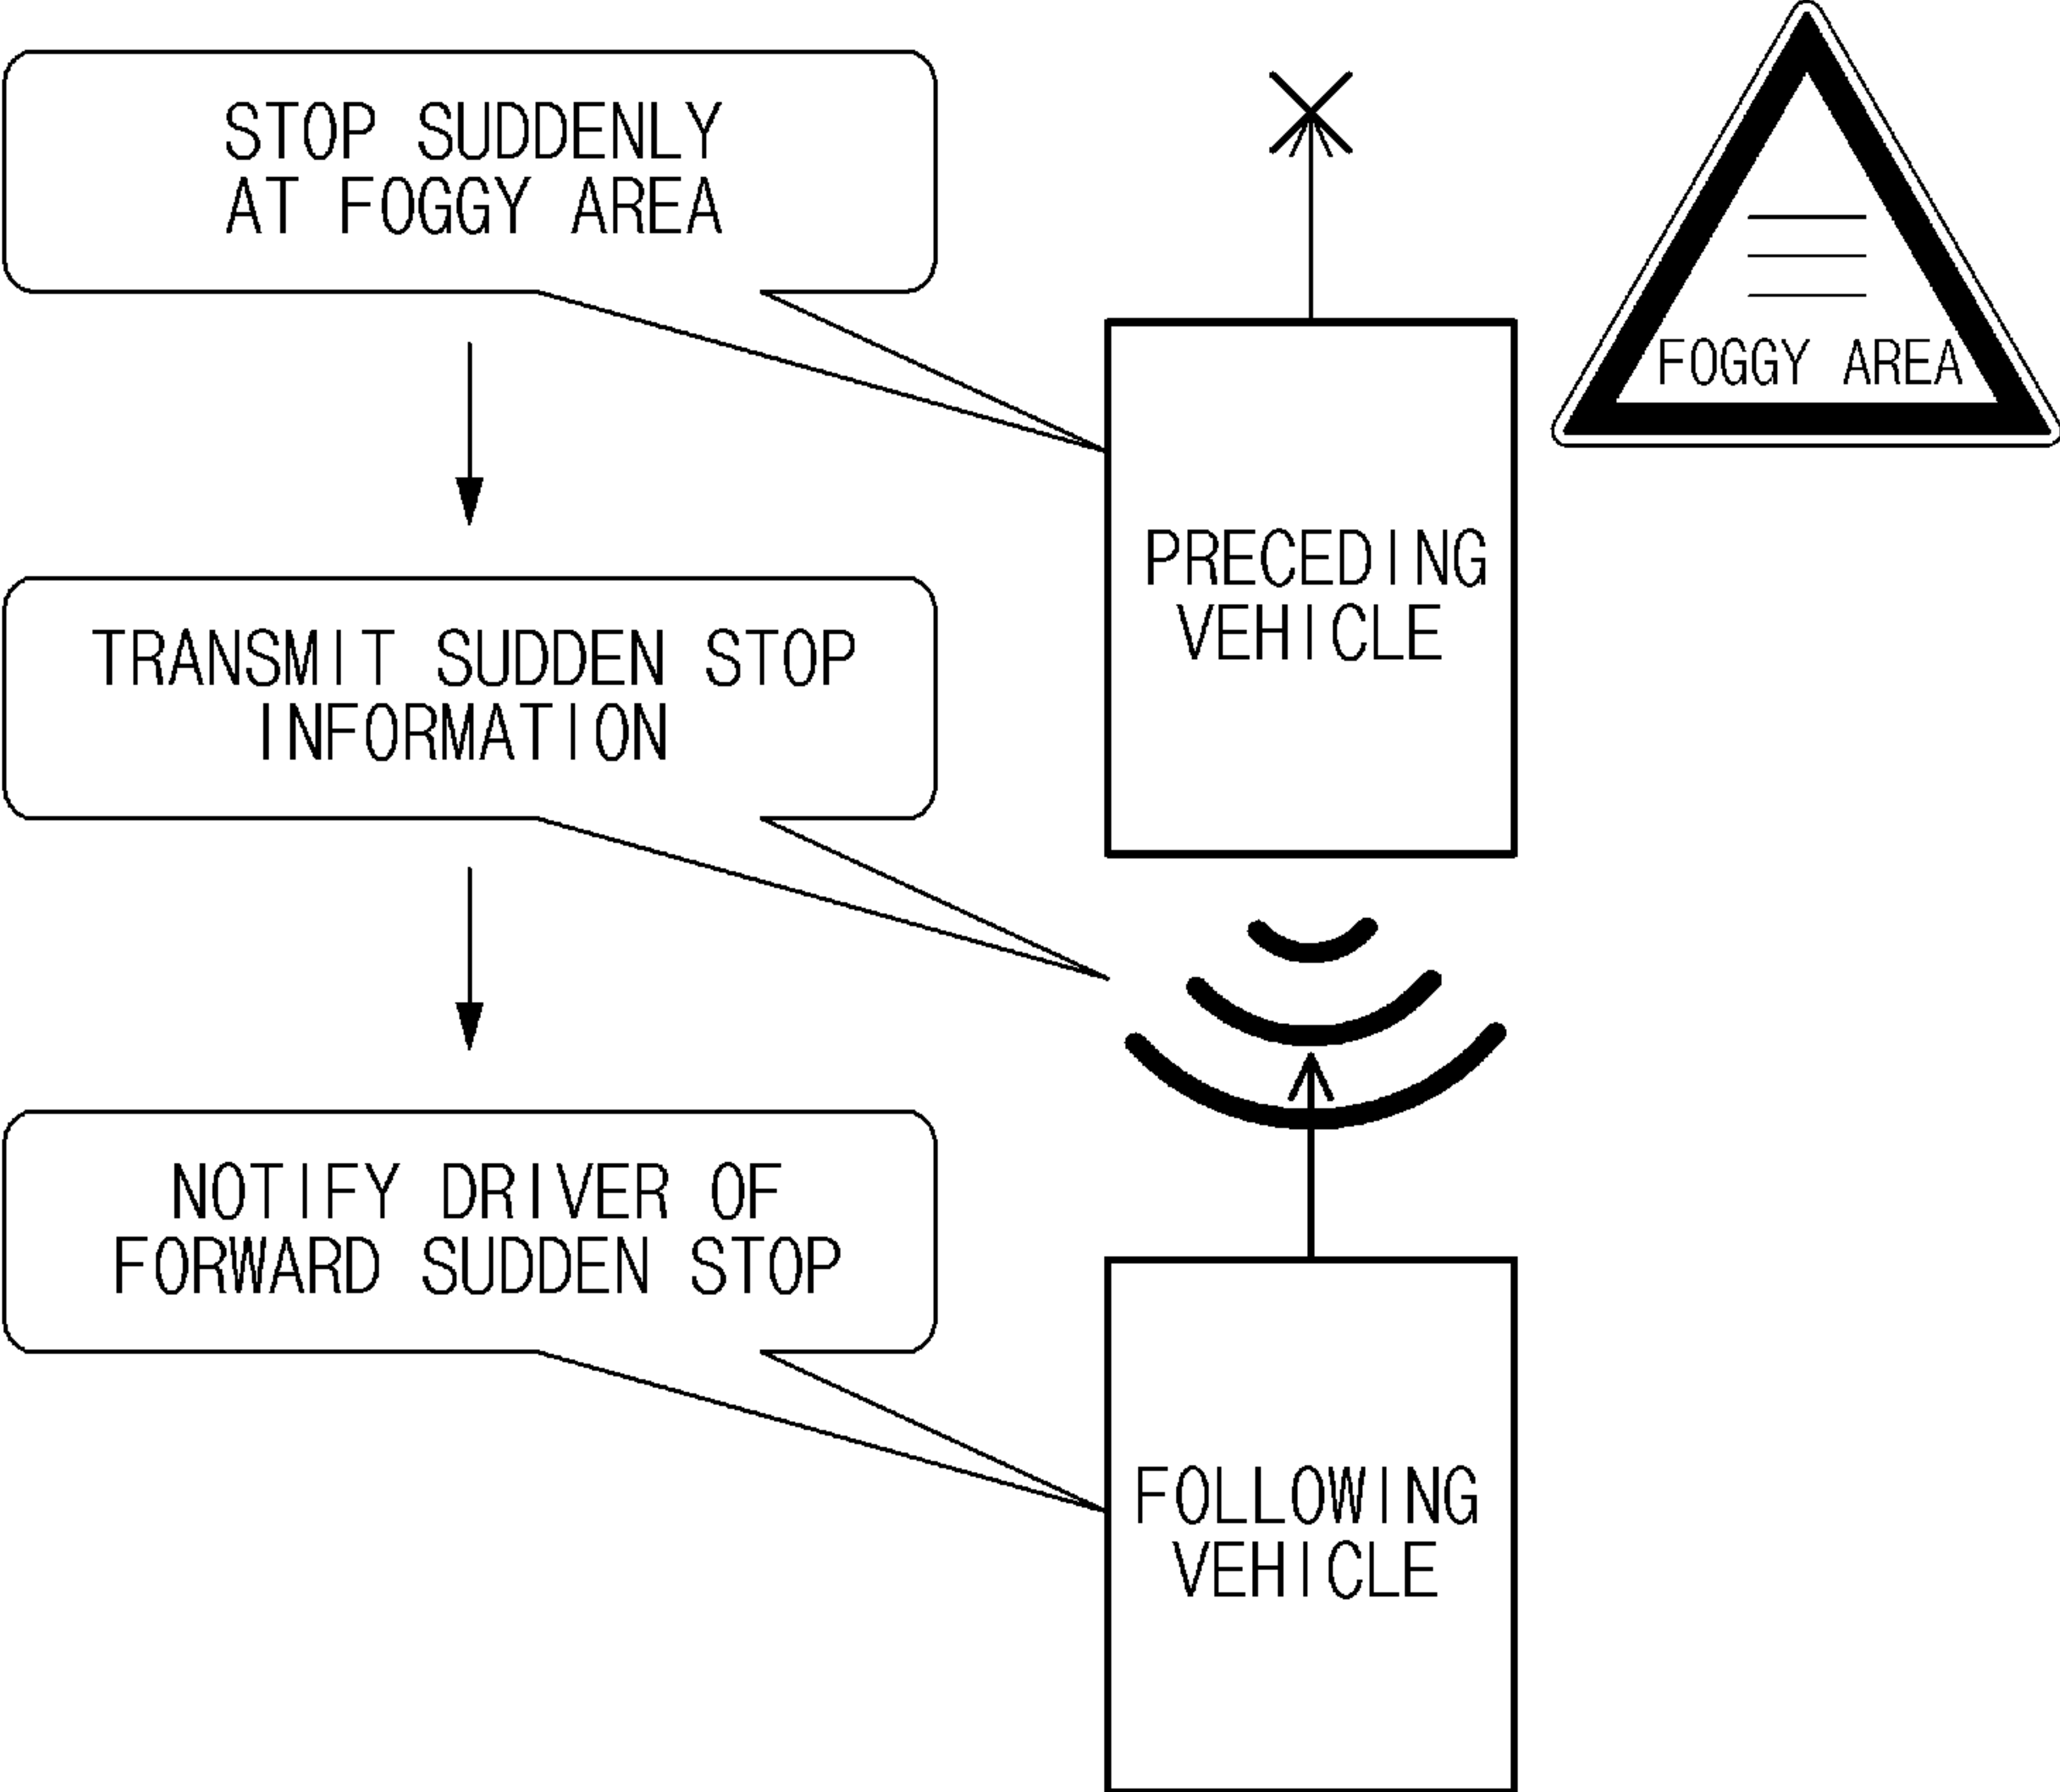 STOP SUDDENLY
AT FOGGY AREA
FOGGY AREA
PRECEDING
VEHICLE
TRANSMIT SUDDEN STOP
INFORMATION
NOTIFY DRIVER OF
FORWARD SUDDEN STOP
FOLLOWING
VEHICLE